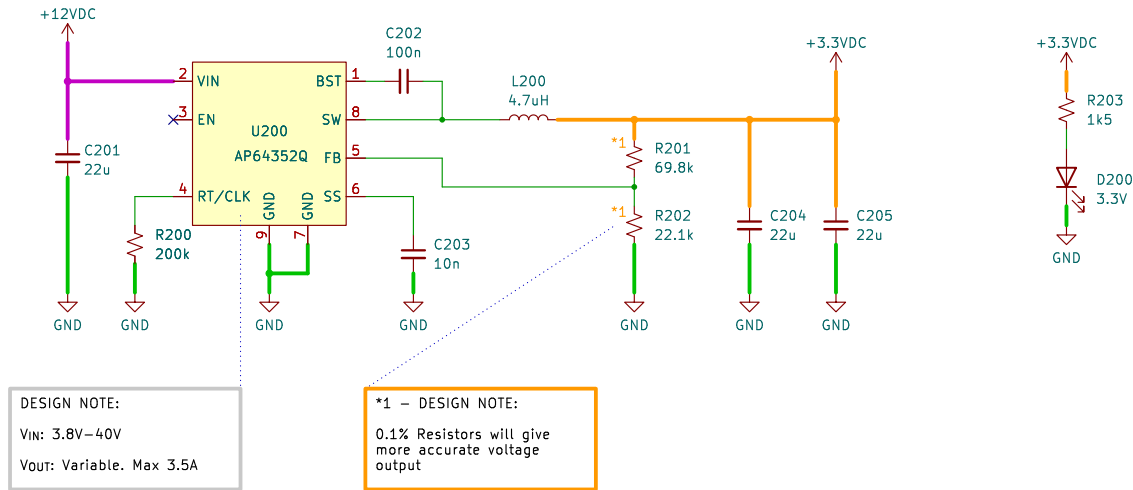 +12VDC
C201
22u
R200
200k
2 VIN
3 EN
4 RT/CLK
U200
AP64352Q
BST 1
SW 8
FB 5
SS 6
GND 9
GND 7
C202
100n
C203
10n
L200
4.7uH
*1
R201
69.8k
*1
R202
22.1k
C204
22u
+3.3VDC
C205
22u
+3.3VDC
R203
1k5
D200
3.3V
GND
GND
GND
GND
GND
GND
GND
GND
DESIGN NOTE:
VIN: 3.8V-40V
VOUT: Variable. Max 3.5A
*1 - DESIGN NOTE:
0.1% Resistors will give
more accurate voltage
output